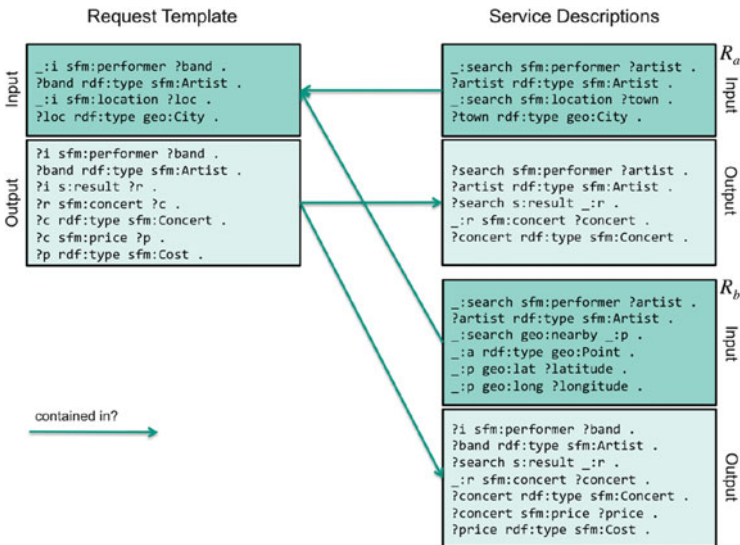 Request Template
Service Descriptions
Input
_:i sfm:performer ?band .
?band rdf:type sfm:Artist .
_:i sfm:location ?loc .
?loc rdf:type geo:City .
Output
?i sfm:performer ?band .
?band rdf:type sfm:Artist .
?i s:result ?r .
?r sfm:concert ?c .
?c rdf:type sfm:Concert .
?c sfm:price ?p .
?p rdf:type sfm:Cost .
contained in?
Ra
Input
_:search sfm:performer ?artist .
?artist rdf:type sfm:Artist .
_:search sfm:location ?town .
?town rdf:type geo:City .
Output
?search sfm:performer ?artist .
?artist rdf:type sfm:Artist .
?search s:result _:r .
_:r sfm:concert ?concert .
?concert rdf:type sfm:Concert .
Rb
Input
_:search sfm:performer ?artist .
?artist rdf:type sfm:Artist .
_:search geo:nearby _:p .
_:a rdf:type geo:Point .
_:p geo:lat ?latitude .
_:p geo:long ?longitude .
Output
?i sfm:performer ?band .
?band rdf:type sfm:Artist .
?search s:result _:r .
_:r sfm:concert ?concert .
?concert rdf:type sfm:Concert .
?concert sfm:price ?price .
?price rdf:type sfm:Cost .